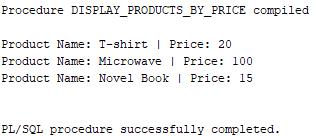 Procedure DISPLAY_PRODUCTS_BY_PRICE compiled
Product Name: T-shirt | Price: 20
Product Name: Microwave | Price: 100
Product Name: Novel Book | Price: 15
PL/SQL procedure successfully completed.